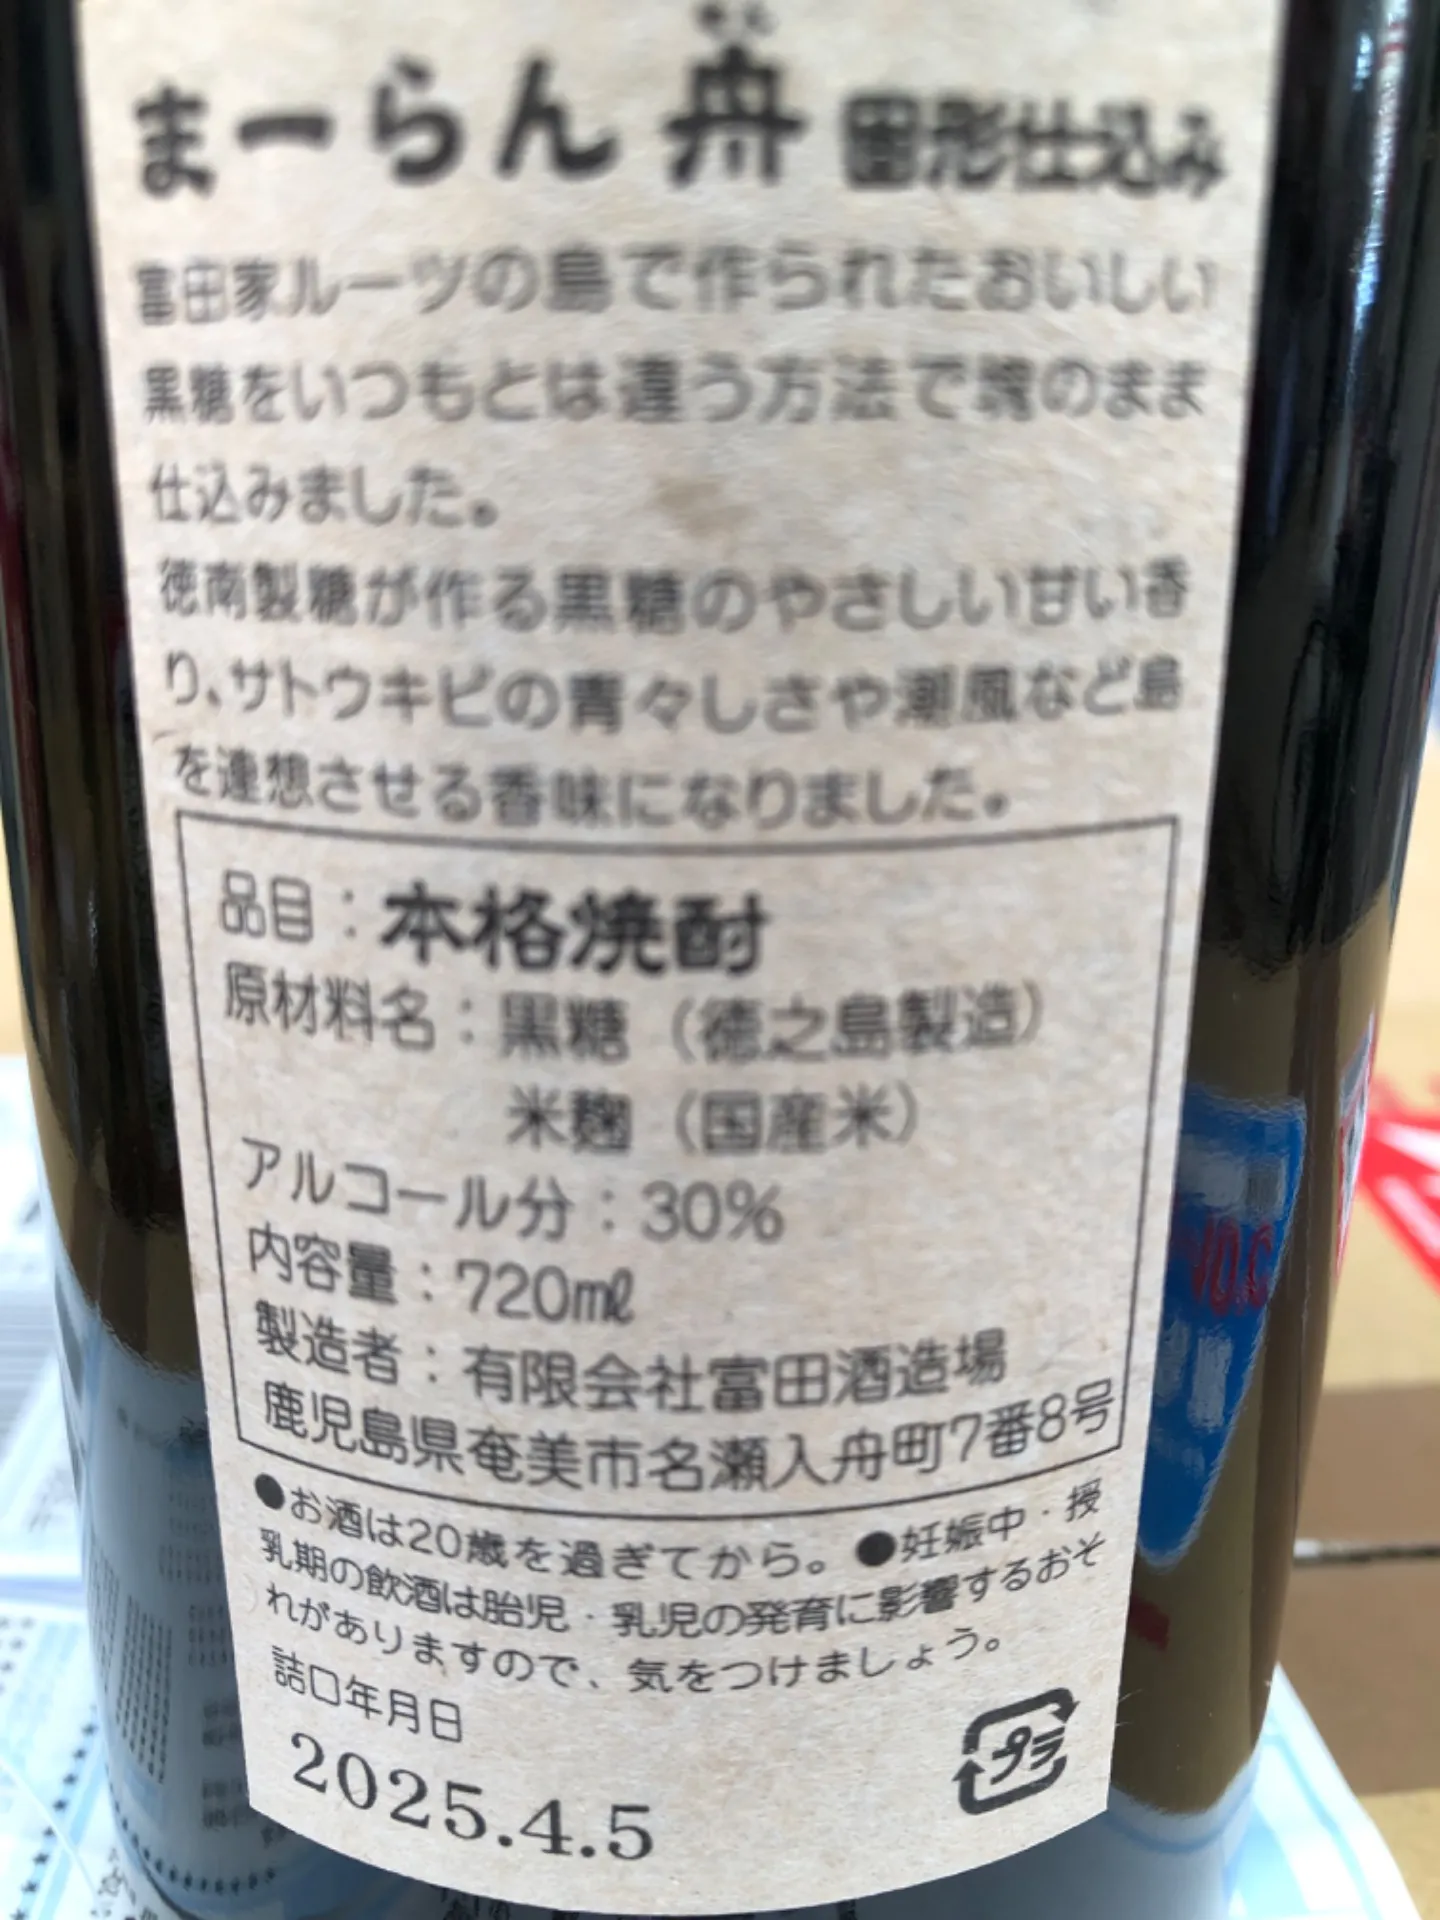 まーらん舟 固形仕込み
富田家ルーツの島で作られたおいしい
黒糖をいつもとは違う方法で塊のまま
仕込みました。
徳南製糖が作る黒糖のやさしい甘い香
り、サトウキビの青々しさや潮風など島
を連想させる香味になりました。
品目:本格焼酎
原材料名:黒糖(徳之島製造)
米麹(国産米)
アルコール分:30%
内容量:720mℓ
製造者:有限会社富田酒造場
鹿児島県奄美市名瀬入舟町7番8号
●お酒は20歳を過ぎてから。●妊娠中・授
乳期の飲酒は胎児・乳児の発育に影響するおそ
れがありますので、気をつけましょう。
詰口年月日
2025.4.5
プラ